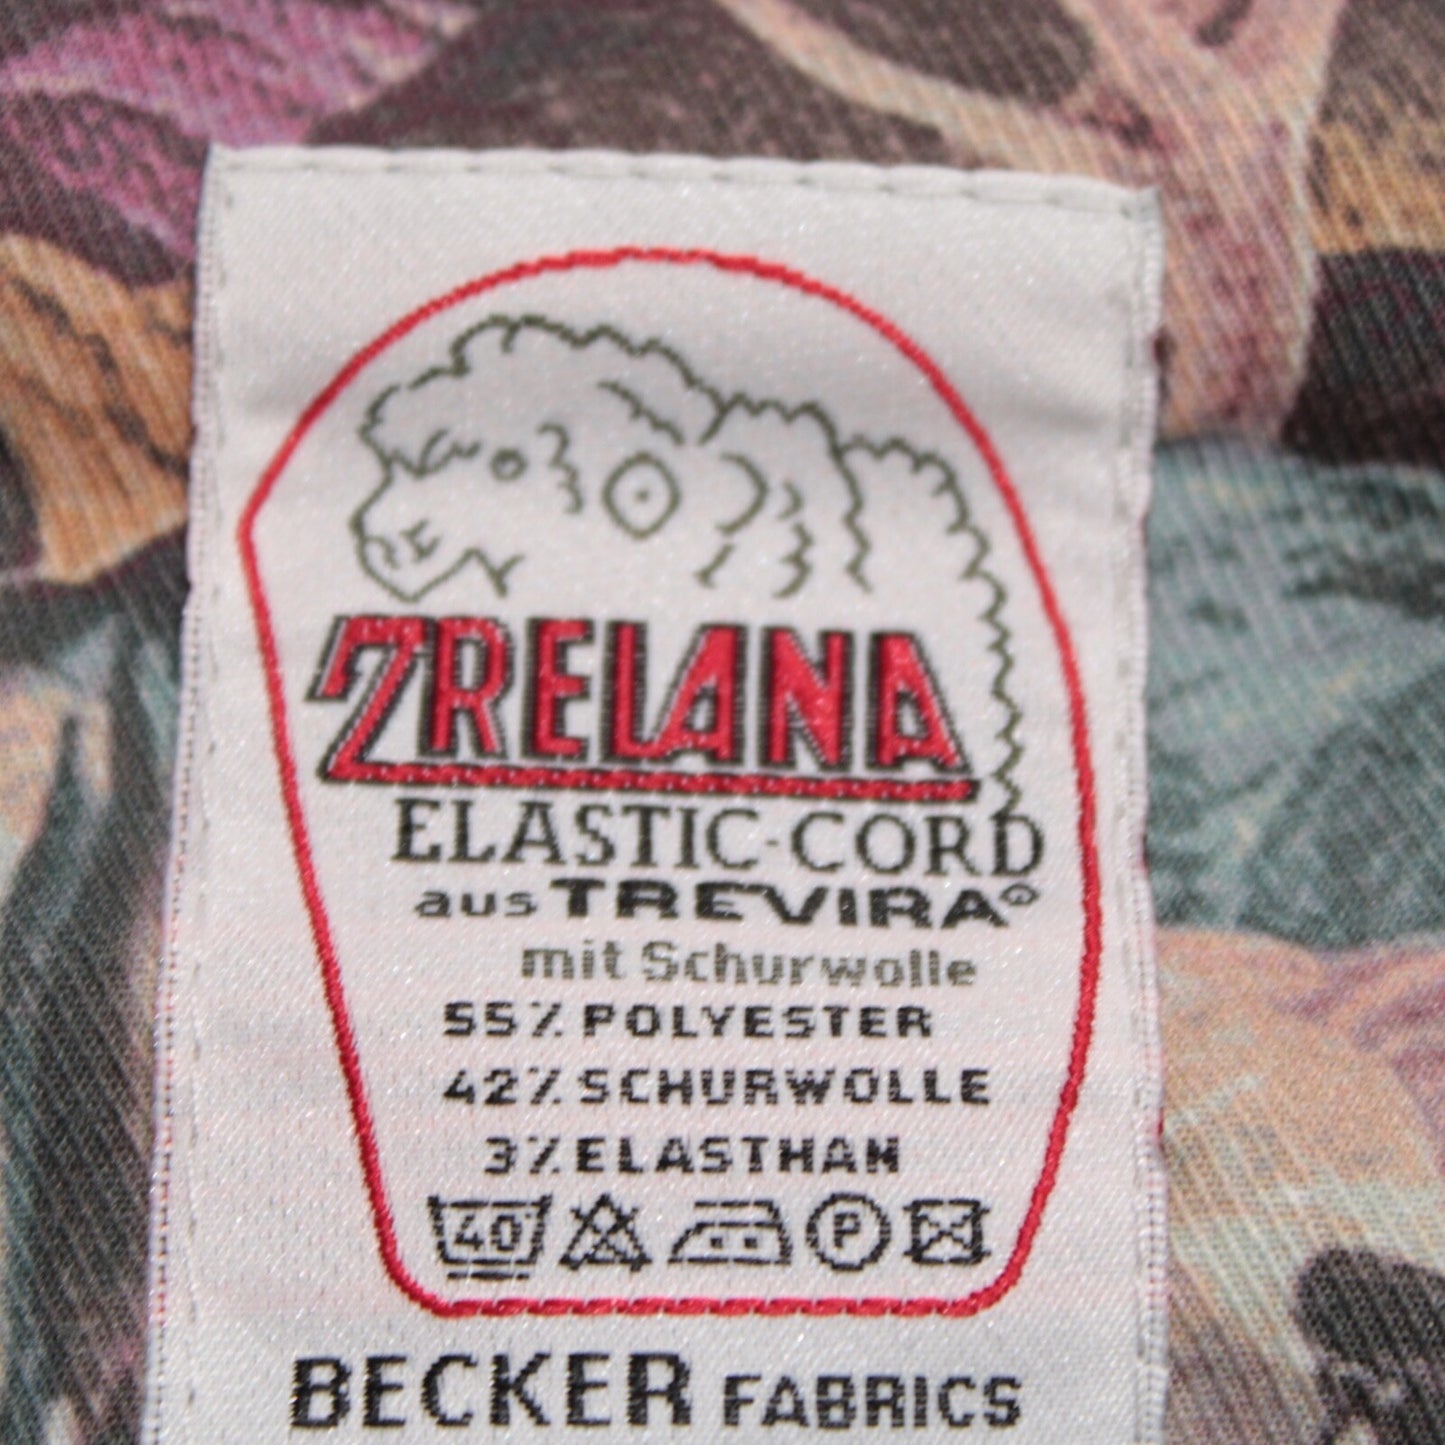 ZRELANA
ELASTIC-CORD
aus TREVIRA®
mit Schurwolle
55% POLYESTER
42% SCHURWOLLE
3% ELASTHAN
40 P
BECKER FABRICS